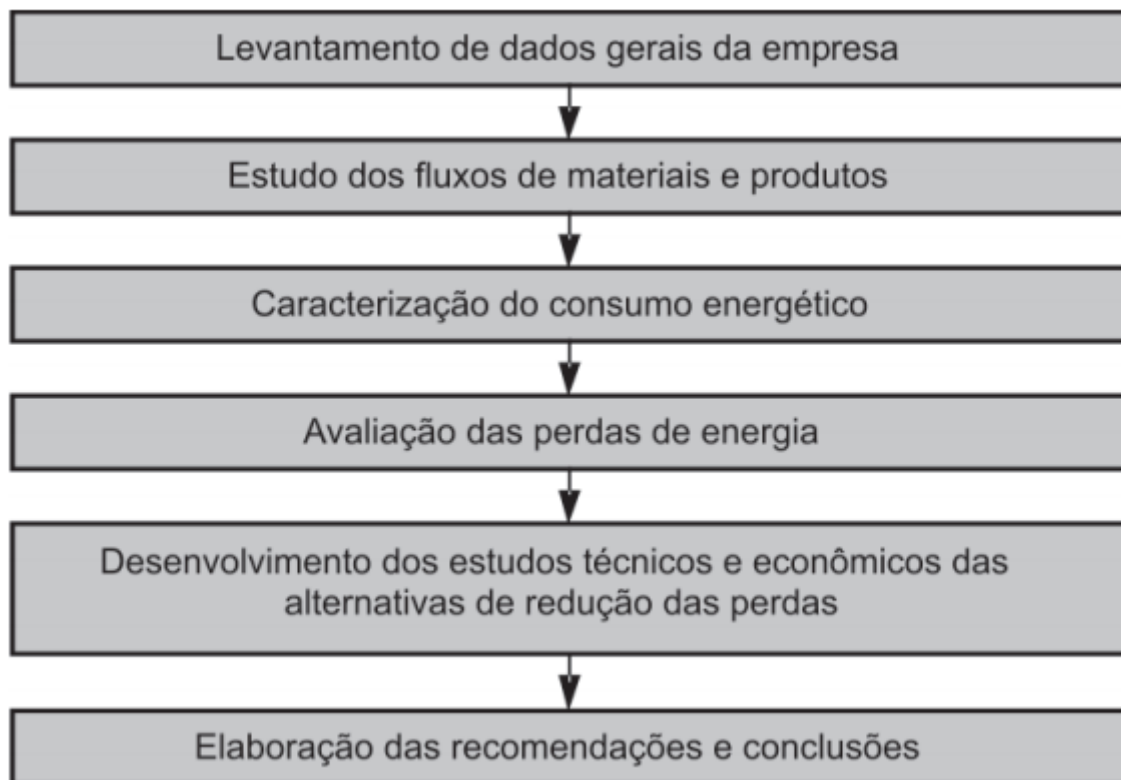 Levantamento de dados gerais da empresa
Estudo dos fluxos de materiais e produtos
Caracterização do consumo energético
Avaliação das perdas de energia
Desenvolvimento dos estudos técnicos e econômicos das
alternativas de redução das perdas
Elaboração das recomendações e conclusões